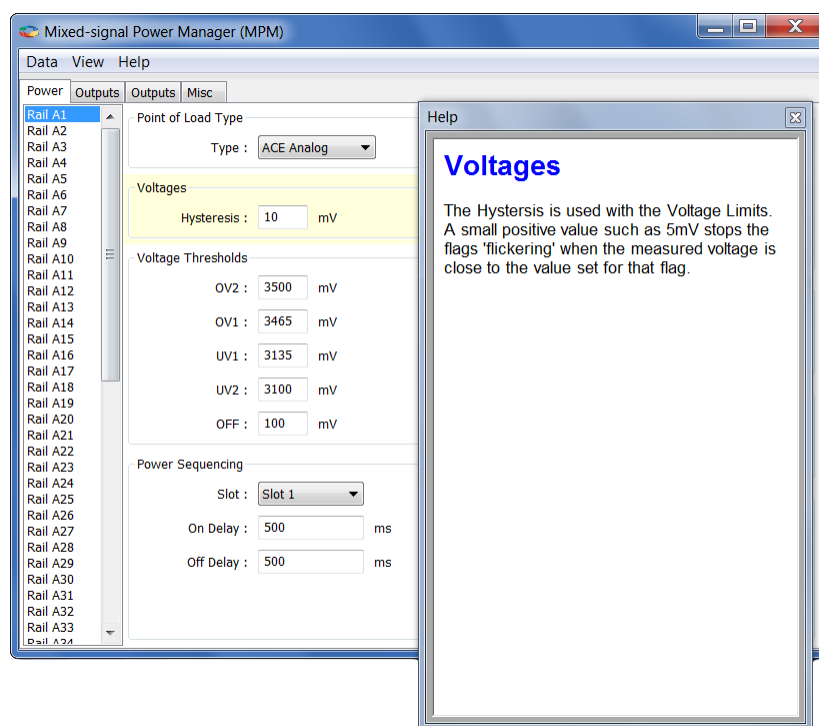 Mixed-signal Power Manager (MPM)
Data View Help
Power Outputs Outputs Misc
Rail A1
Rail A2
Rail A3
Rail A4
Rail A5
Rail A6
Rail A7
Rail A8
Rail A9
Rail A10
Rail A11
Rail A12
Rail A13
Rail A14
Rail A15
Rail A16
Rail A17
Rail A18
Rail A19
Rail A20
Rail A21
Rail A22
Rail A23
Rail A24
Rail A25
Rail A26
Rail A27
Rail A28
Rail A29
Rail A30
Rail A31
Rail A32
Rail A33
Rail A34
Point of Load Type
Type : ACE Analog
Voltages
Hysteresis : 10 mV
Voltage Thresholds
OV2 : 3500 mV
OV1 : 3465 mV
UV1 : 3135 mV
UV2 : 3100 mV
OFF : 100 mV
Power Sequencing
Slot : Slot 1
On Delay : 500 ms
Off Delay : 500 ms
Help
Voltages
The Hystersis is used with the Voltage Limits.
A small positive value such as 5mV stops the
flags 'flickering' when the measured voltage is
close to the value set for that flag.